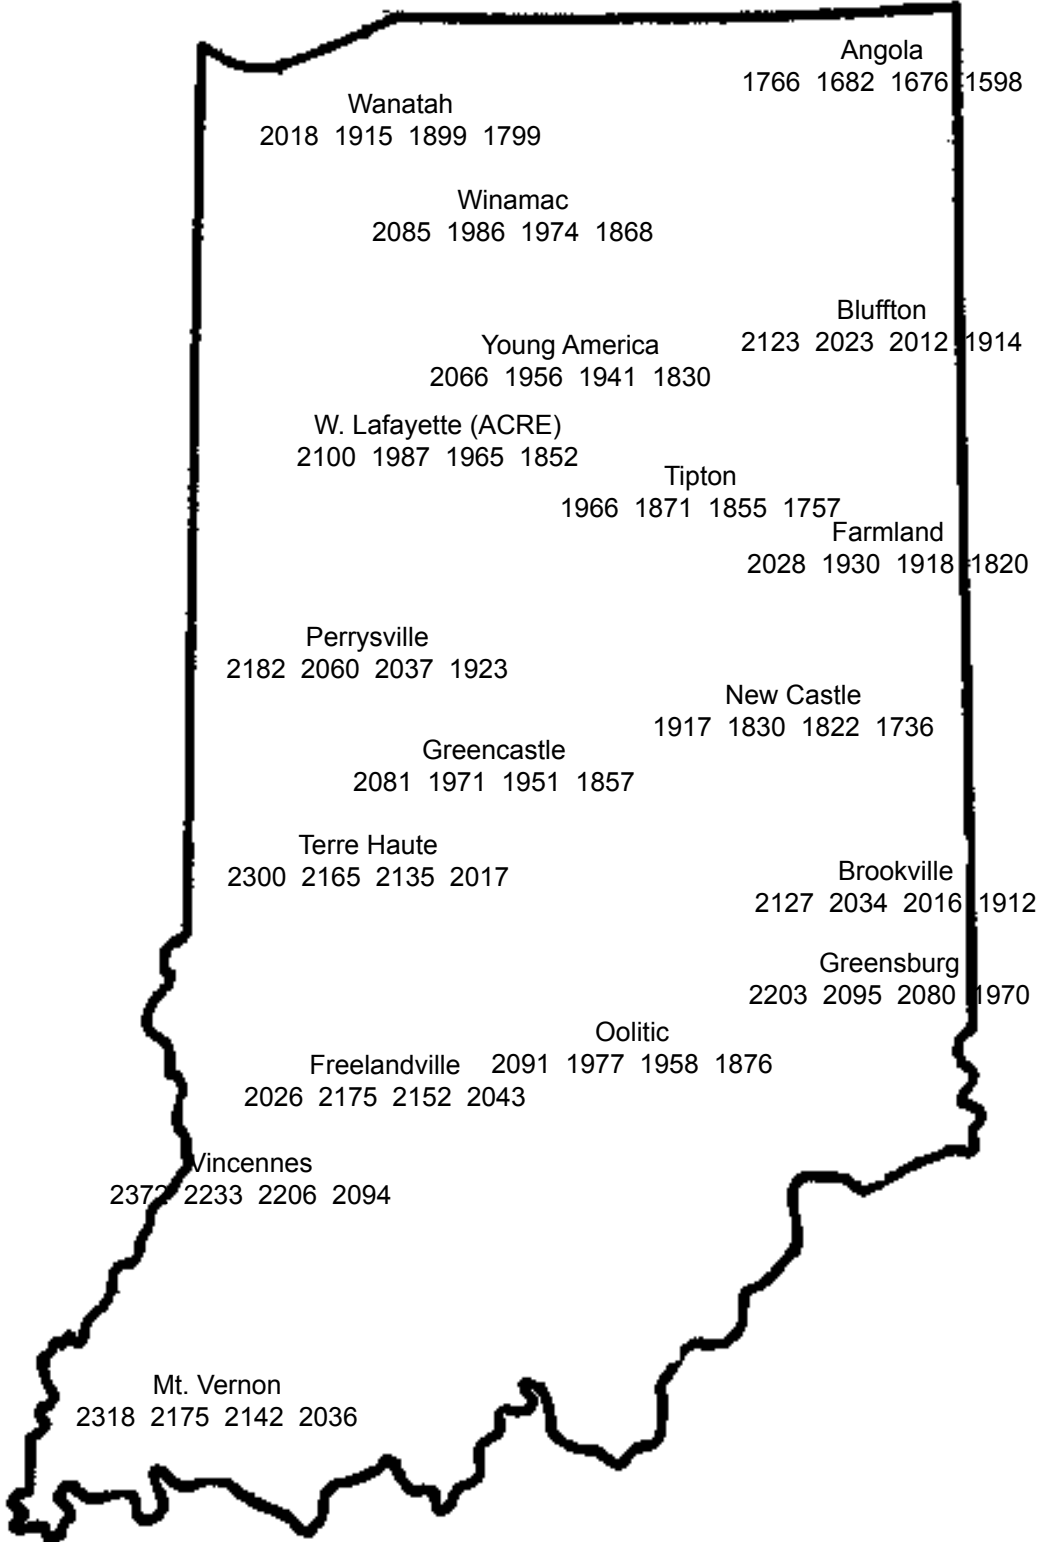 Angola
1766 1682 1676 1598
Wanatah
2018 1915 1899 1799
Winamac
2085 1986 1974 1868
Bluffton
2123 2023 2012 1914
Young America
2066 1956 1941 1830
W. Lafayette (ACRE)
2100 1987 1965 1852
Tipton
1966 1871 1855 1757
Farmland
2028 1930 1918 1820
Perrysville
2182 2060 2037 1923
New Castle
1917 1830 1822 1736
Greencastle
2081 1971 1951 1857
Terre Haute
2300 2165 2135 2017
Brookville
2127 2034 2016 1912
Greensburg
2203 2095 2080 1970
Oolitic
2091 1977 1958 1876
Freelandville
2026 2175 2152 2043
Vincennes
2372 2233 2206 2094
Mt. Vernon
2318 2175 2142 2036